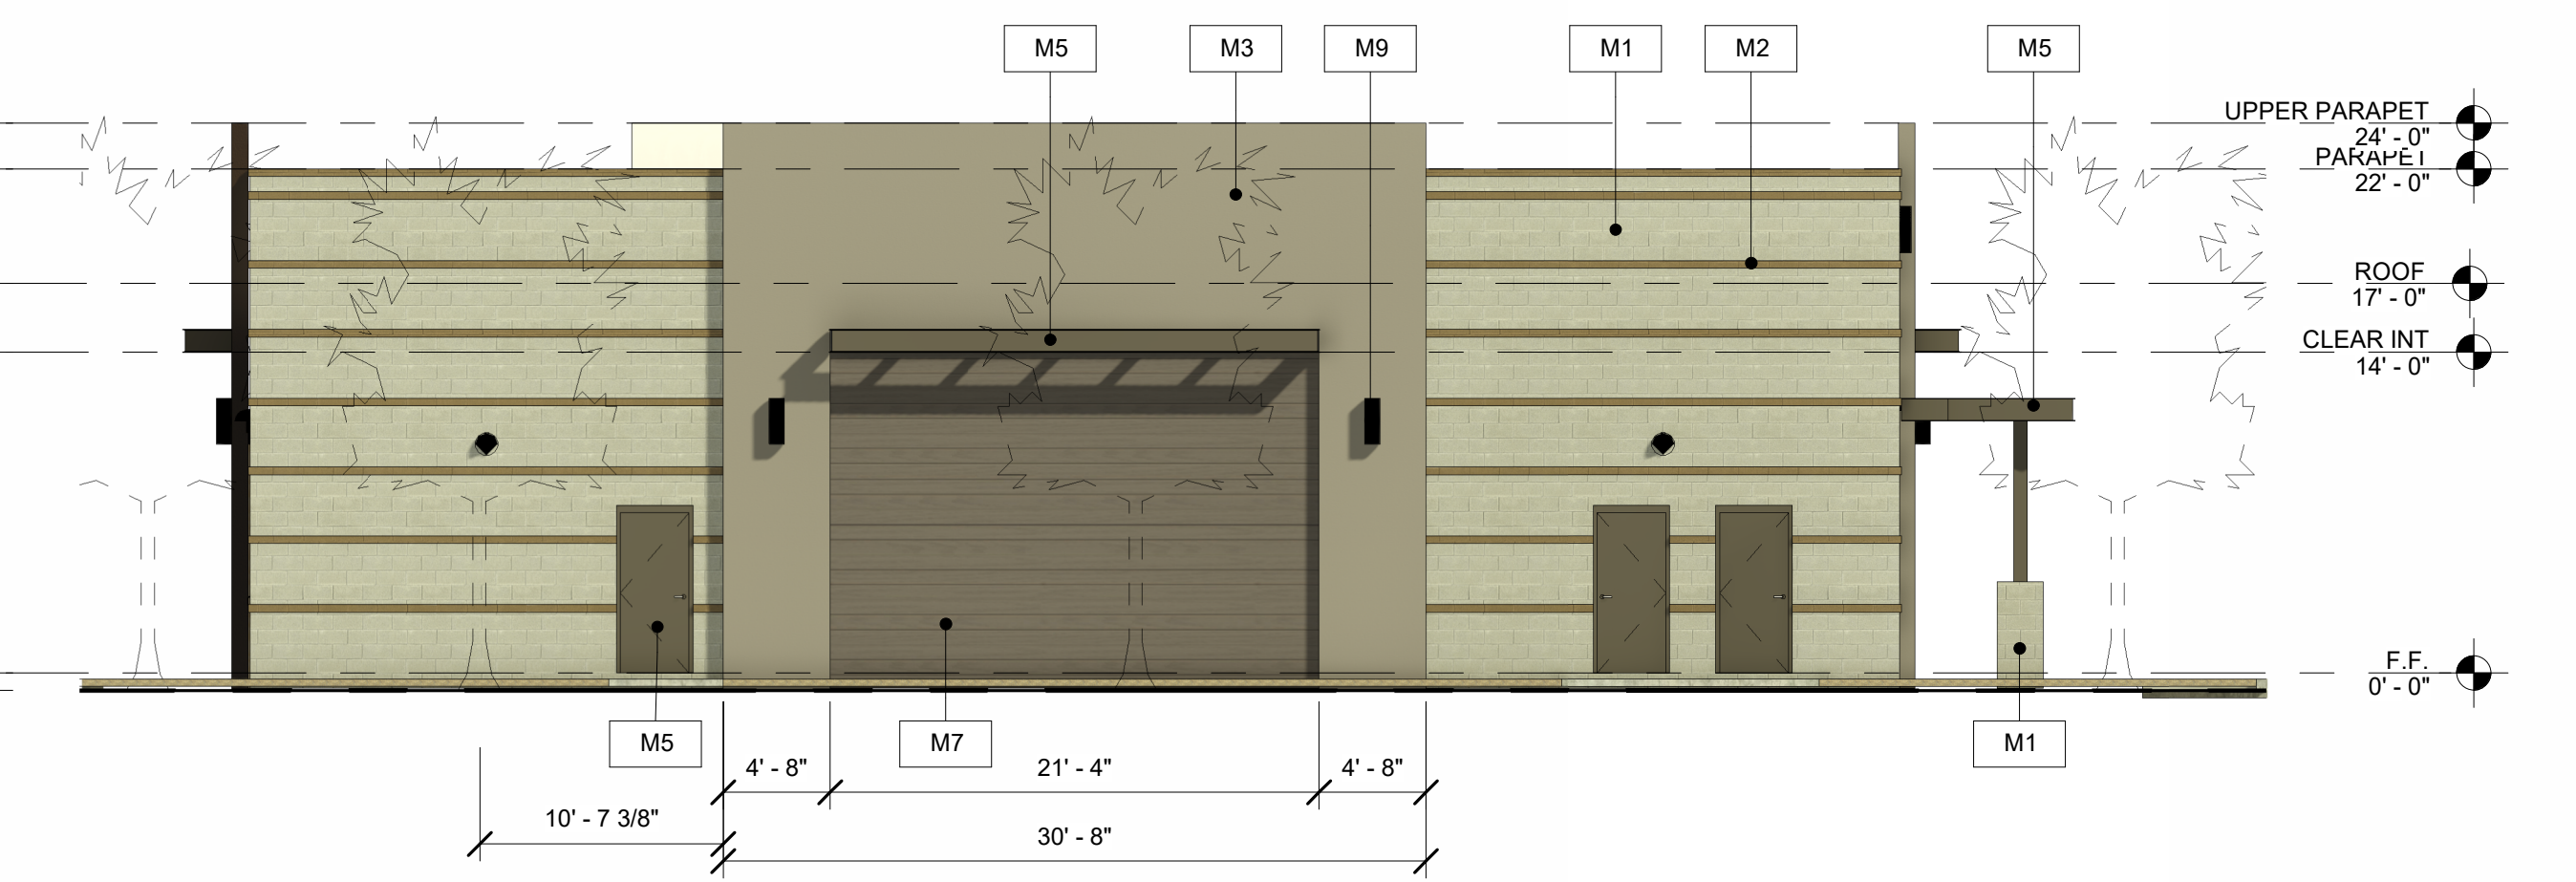 M5
M3
M9
M1
M2
M5
UPPER PARAPET
24' - 0"
PARAPET
22' - 0"
ROOF
17' - 0"
CLEAR INT
14' - 0"
F.F.
0' - 0"
M5
M7
M1
4' - 8"
21' - 4"
4' - 8"
10' - 7 3/8"
30' - 8"